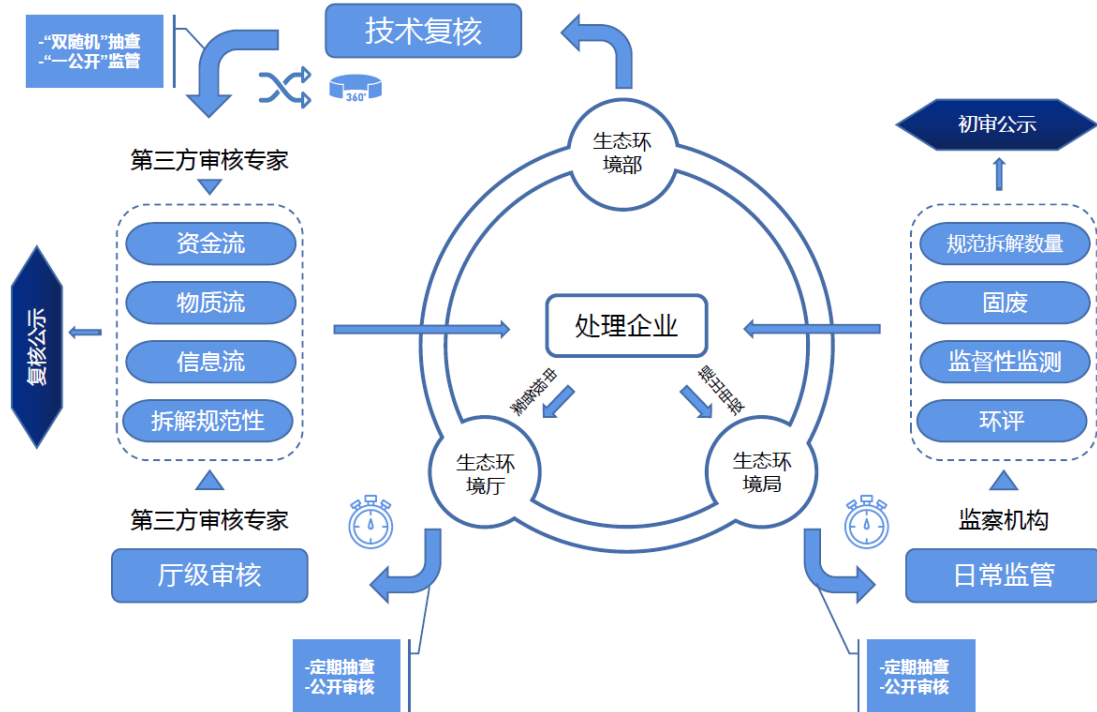 -“双随机”抽查
-“一公开”监管
技术复核
360°
生态环
境部
初审公示
第三方审核专家
资金流
物质流
信息流
拆解规范性
复核公示
处理企业
提出申报
规范拆解数量
固废
监督性监测
环评
生态环
境厅
生态环
境局
第三方审核专家
厅级审核
监察机构
日常监管
-定期抽查
-公开审核
-定期抽查
-公开审核